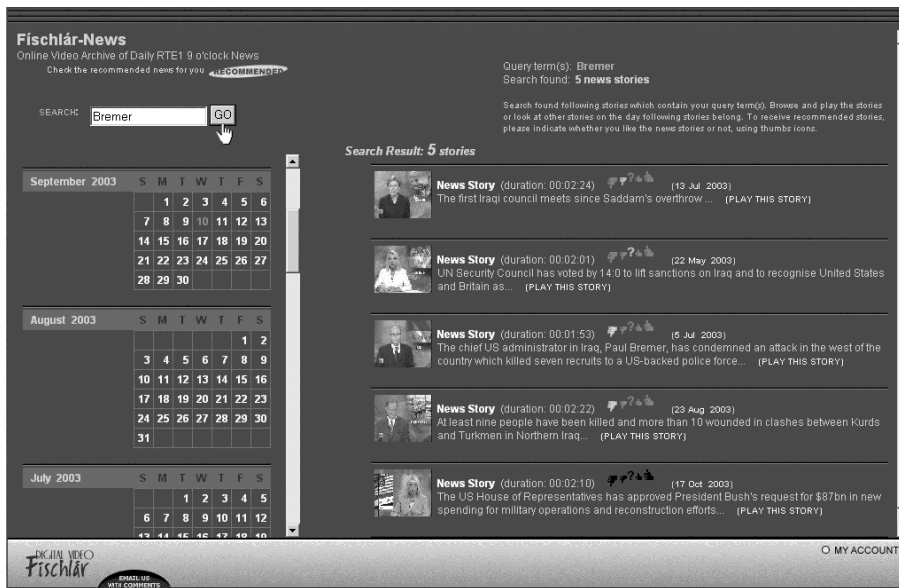 Físchlár-News
Online Video Archive of Daily RTE1 9 o'clock News
Check the recommended news for you RECOMMENDED
SEARCH: Bremer GO
September 2003 S M T W T F S
1 2 3 4 5 6
7 8 9 10 11 12 13
14 15 16 17 18 19 20
21 22 23 24 25 26 27
28 29 30
August 2003 S M T W T F S
1 2
3 4 5 6 7 8 9
10 11 12 13 14 15 16
17 18 19 20 21 22 23
24 25 26 27 28 29 30
31
July 2003 S M T W T F S
1 2 3 4 5
6 7 8 9 10 11 12
13 14 15 16 17 18 19
Query term(s): Bremer
Search found: 5 news stories
Search found following stories which contain your query term(s). Browse and play the stories
or look at other stories on the day following stories belong. To receive recommended stories,
please indicate whether you like the news stories or not, using thumbs icons.
Search Result: 5 stories
News Story (duration: 00:02:24) ? (13 Jul 2003)
The first Iraqi council meets since Saddam's overthrow ... (PLAY THIS STORY)
News Story (duration: 00:02:01) ? (22 May 2003)
UN Security Council has voted by 14:0 to lift sanctions on Iraq and to recognise United States
and Britain as... (PLAY THIS STORY)
News Story (duration: 00:01:53) ? (5 Jul 2003)
The chief US administrator in Iraq, Paul Bremer, has condemned an attack in the west of the
country which killed seven recruits to a US-backed police force... (PLAY THIS STORY)
News Story (duration: 00:02:22) ? (23 Aug 2003)
At least nine people have been killed and more than 10 wounded in clashes between Kurds
and Turkmen in Northern Iraq... (PLAY THIS STORY)
News Story (duration: 00:02:10) ? (17 Oct 2003)
The US House of Representatives has approved President Bush's request for $87bn in new
spending for military operations and reconstruction efforts... (PLAY THIS STORY)
DIGITAL VIDEO
Físchlár
EMAIL US
WITH COMMENTS
MY ACCOUNT